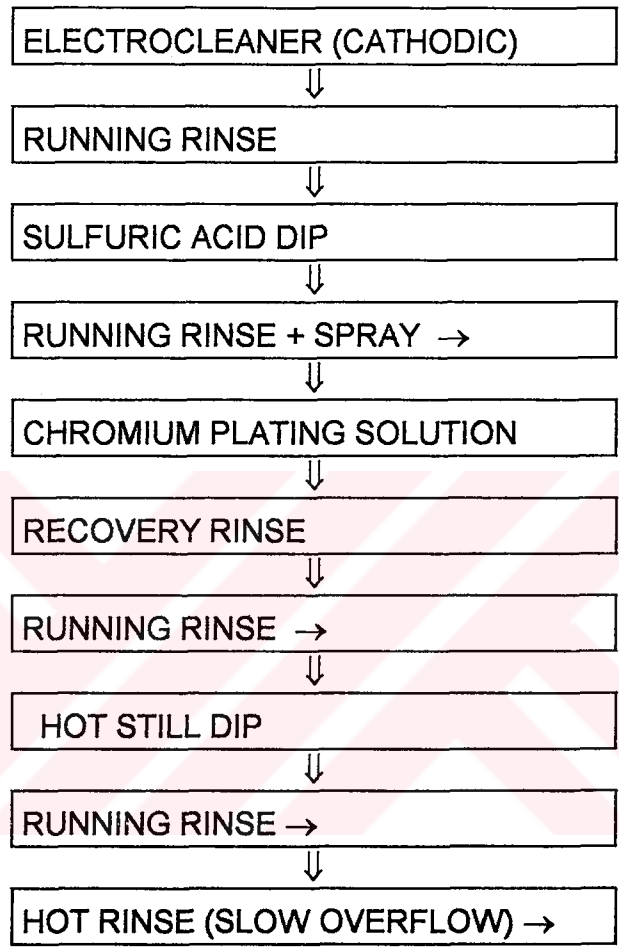 ELECTROCLEANER (CATHODIC)
⇓
RUNNING RINSE
⇓
SULFURIC ACID DIP
⇓
RUNNING RINSE + SPRAY →
⇓
CHROMIUM PLATING SOLUTION
⇓
RECOVERY RINSE
⇓
RUNNING RINSE →
⇓
HOT STILL DIP
⇓
RUNNING RINSE →
⇓
HOT RINSE (SLOW OVERFLOW) →